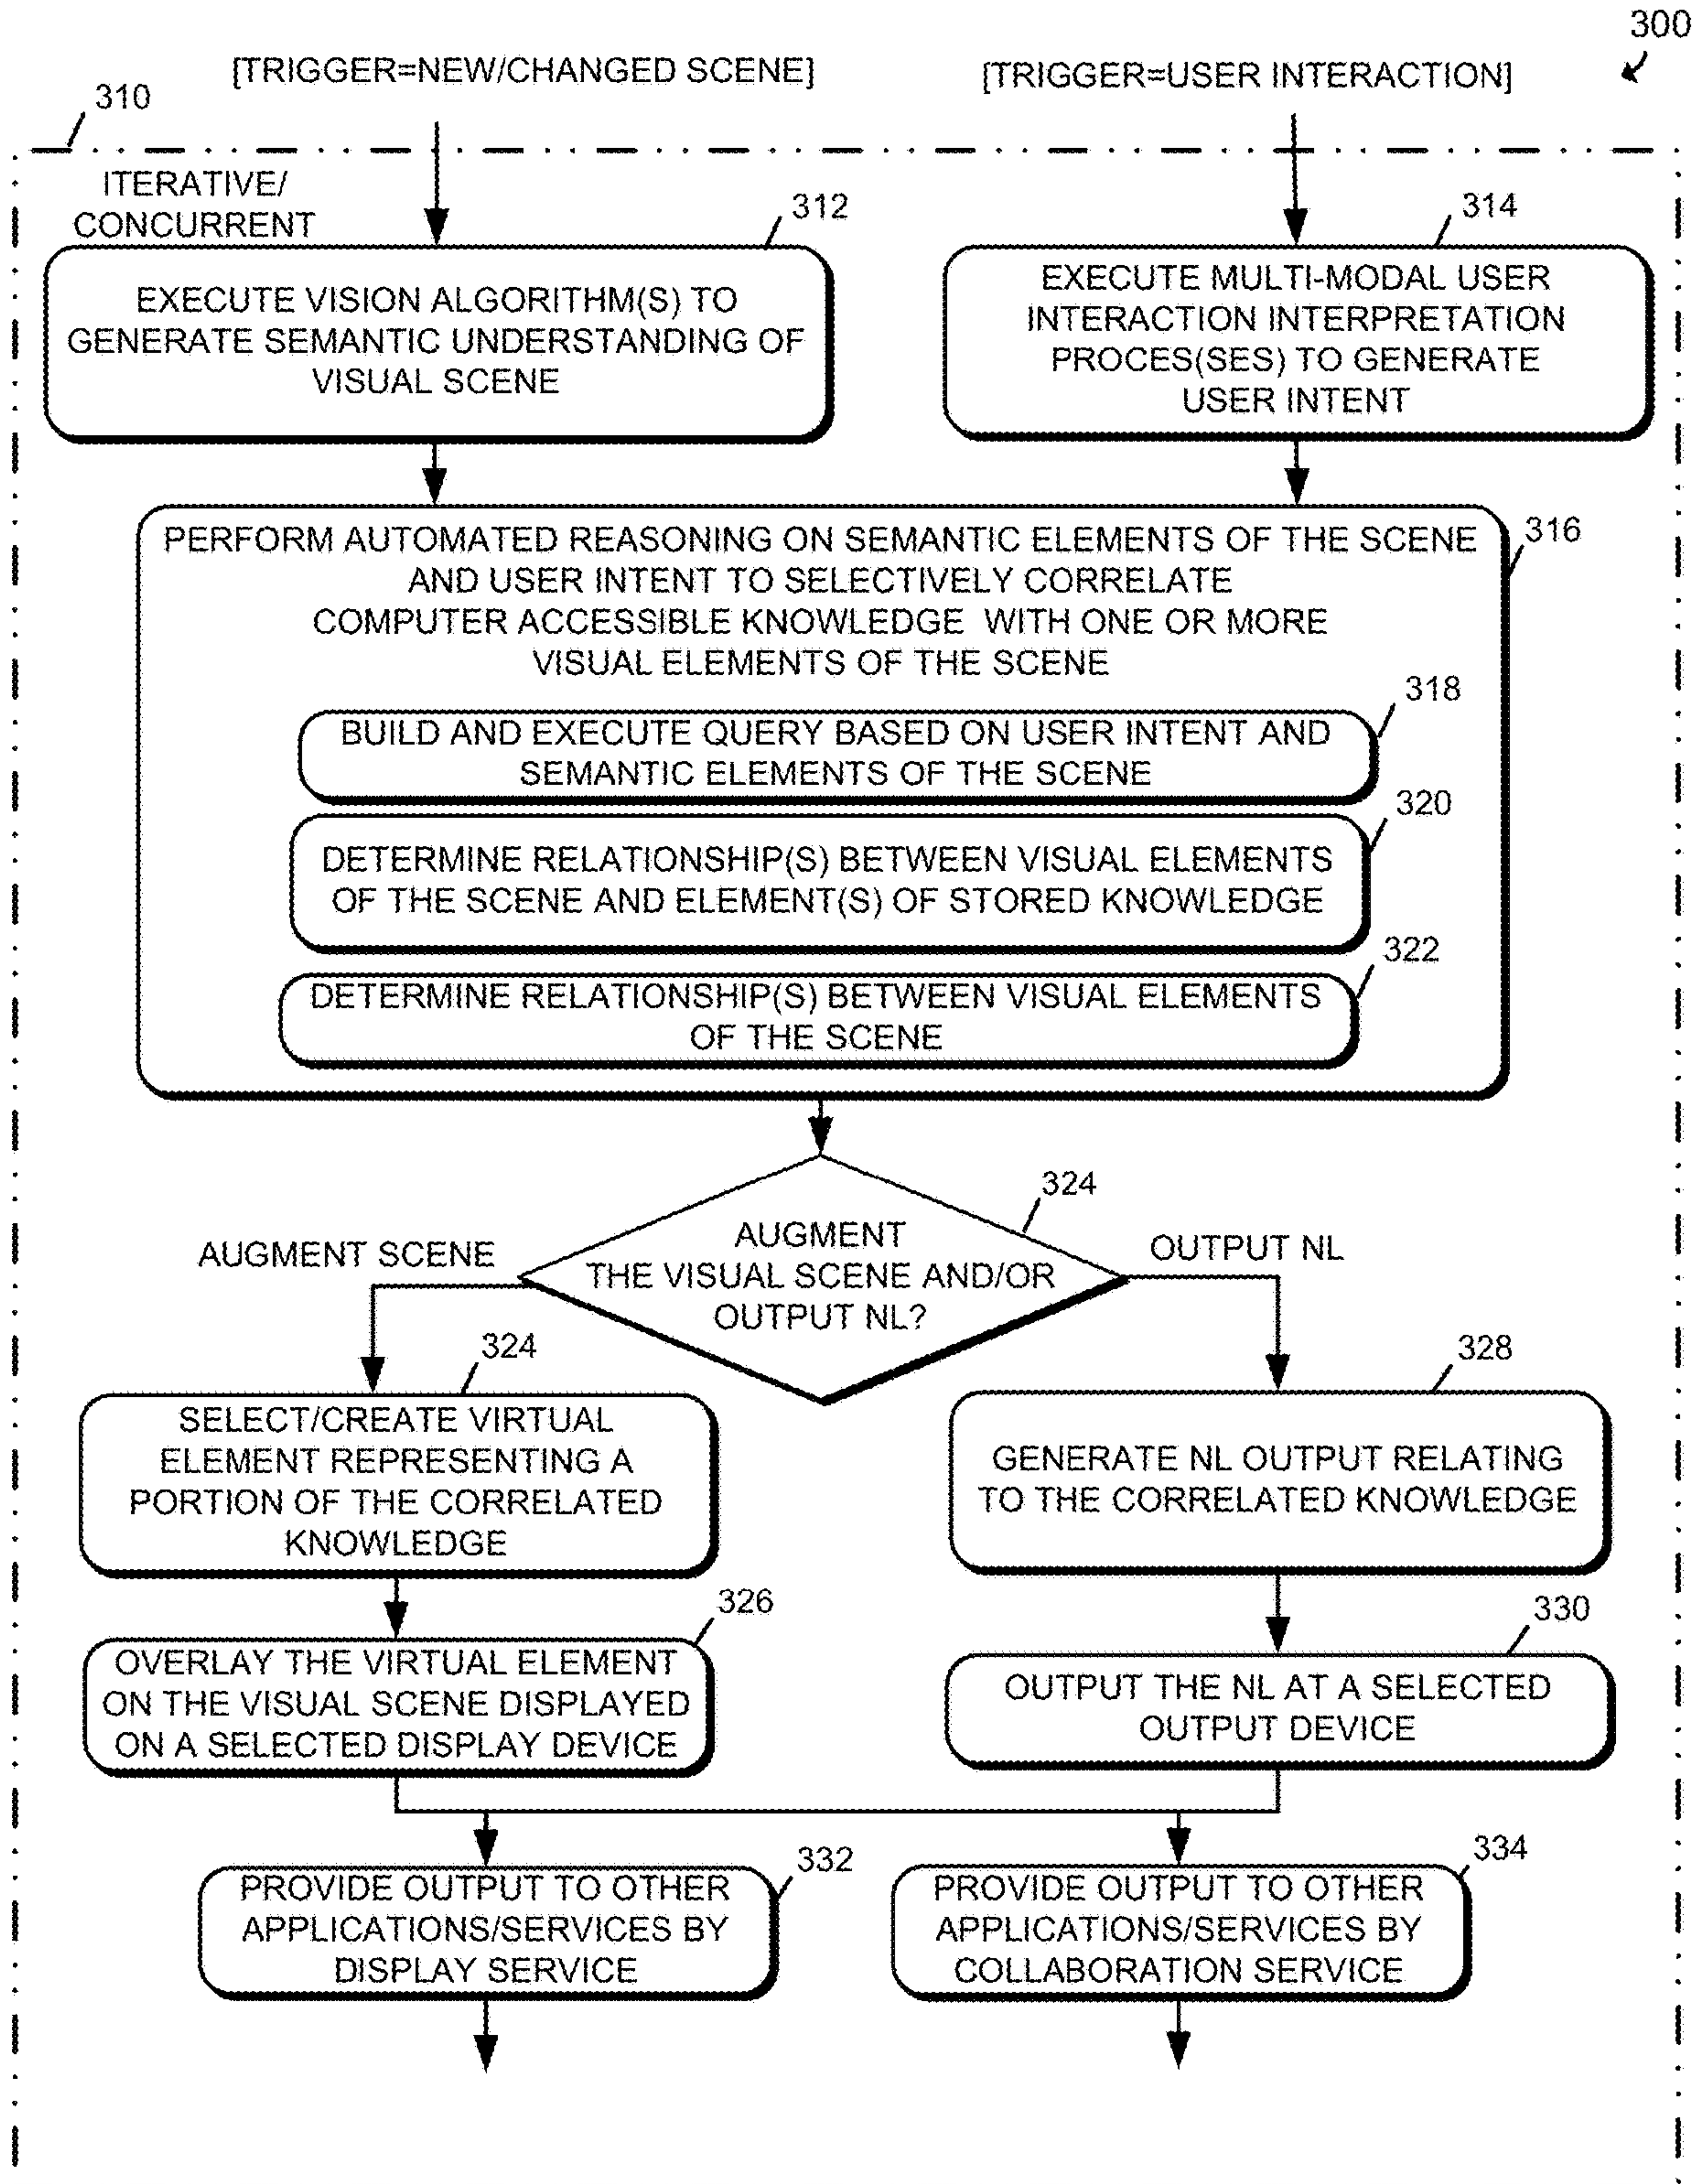 300
[TRIGGER=NEW/CHANGED SCENE]
[TRIGGER=USER INTERACTION]
310
ITERATIVE/
CONCURRENT
312
EXECUTE VISION ALGORITHM(S) TO
GENERATE SEMANTIC UNDERSTANDING OF
VISUAL SCENE
314
EXECUTE MULTI-MODAL USER
INTERACTION INTERPRETATION
PROCES(SES) TO GENERATE
USER INTENT
316
PERFORM AUTOMATED REASONING ON SEMANTIC ELEMENTS OF THE SCENE
AND USER INTENT TO SELECTIVELY CORRELATE
COMPUTER ACCESSIBLE KNOWLEDGE WITH ONE OR MORE
VISUAL ELEMENTS OF THE SCENE
318
BUILD AND EXECUTE QUERY BASED ON USER INTENT AND
SEMANTIC ELEMENTS OF THE SCENE
320
DETERMINE RELATIONSHIP(S) BETWEEN VISUAL ELEMENTS
OF THE SCENE AND ELEMENT(S) OF STORED KNOWLEDGE
322
DETERMINE RELATIONSHIP(S) BETWEEN VISUAL ELEMENTS
OF THE SCENE
324
AUGMENT
THE VISUAL SCENE AND/OR
OUTPUT NL?
AUGMENT SCENE
OUTPUT NL
324
SELECT/CREATE VIRTUAL
ELEMENT REPRESENTING A
PORTION OF THE CORRELATED
KNOWLEDGE
328
GENERATE NL OUTPUT RELATING
TO THE CORRELATED KNOWLEDGE
326
OVERLAY THE VIRTUAL ELEMENT
ON THE VISUAL SCENE DISPLAYED
ON A SELECTED DISPLAY DEVICE
330
OUTPUT THE NL AT A SELECTED
OUTPUT DEVICE
332
PROVIDE OUTPUT TO OTHER
APPLICATIONS/SERVICES BY
DISPLAY SERVICE
334
PROVIDE OUTPUT TO OTHER
APPLICATIONS/SERVICES BY
COLLABORATION SERVICE